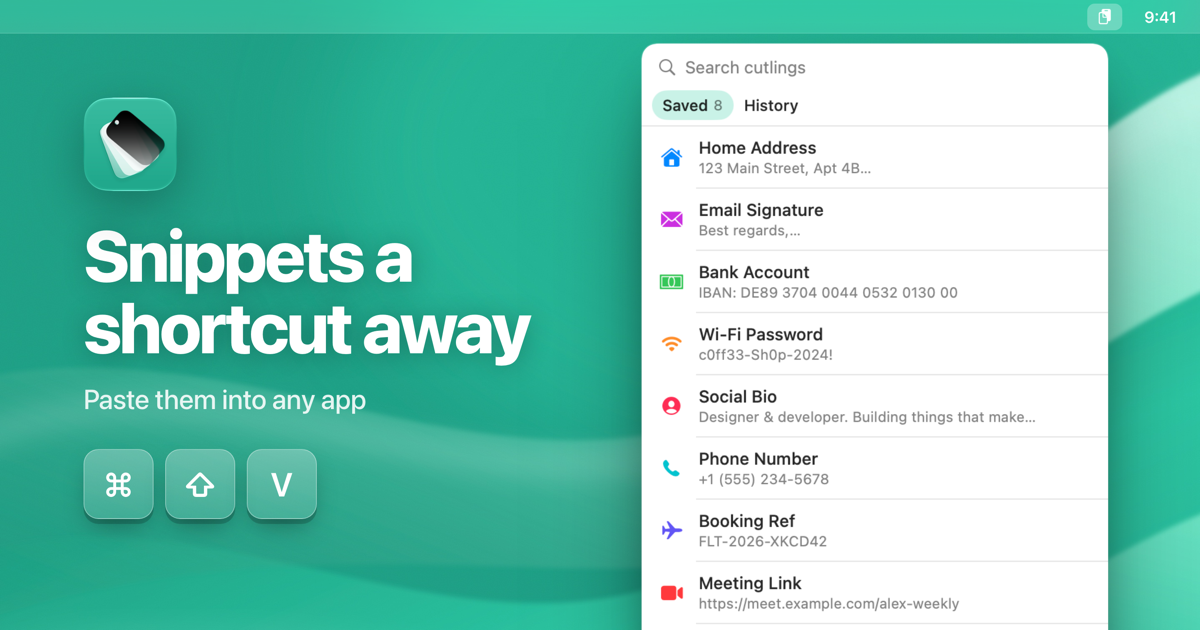 9:41
Snippets a
shortcut away
Paste them into any app
⌘ ⇧ V
Search cutlings
Saved 8 History
Home Address
123 Main Street, Apt 4B...
Email Signature
Best regards,...
Bank Account
IBAN: DE89 3704 0044 0532 0130 00
Wi-Fi Password
c0ff33-Sh0p-2024!
Social Bio
Designer & developer. Building things that make...
Phone Number
+1 (555) 234-5678
Booking Ref
FLT-2026-XKCD42
Meeting Link
https://meet.example.com/alex-weekly